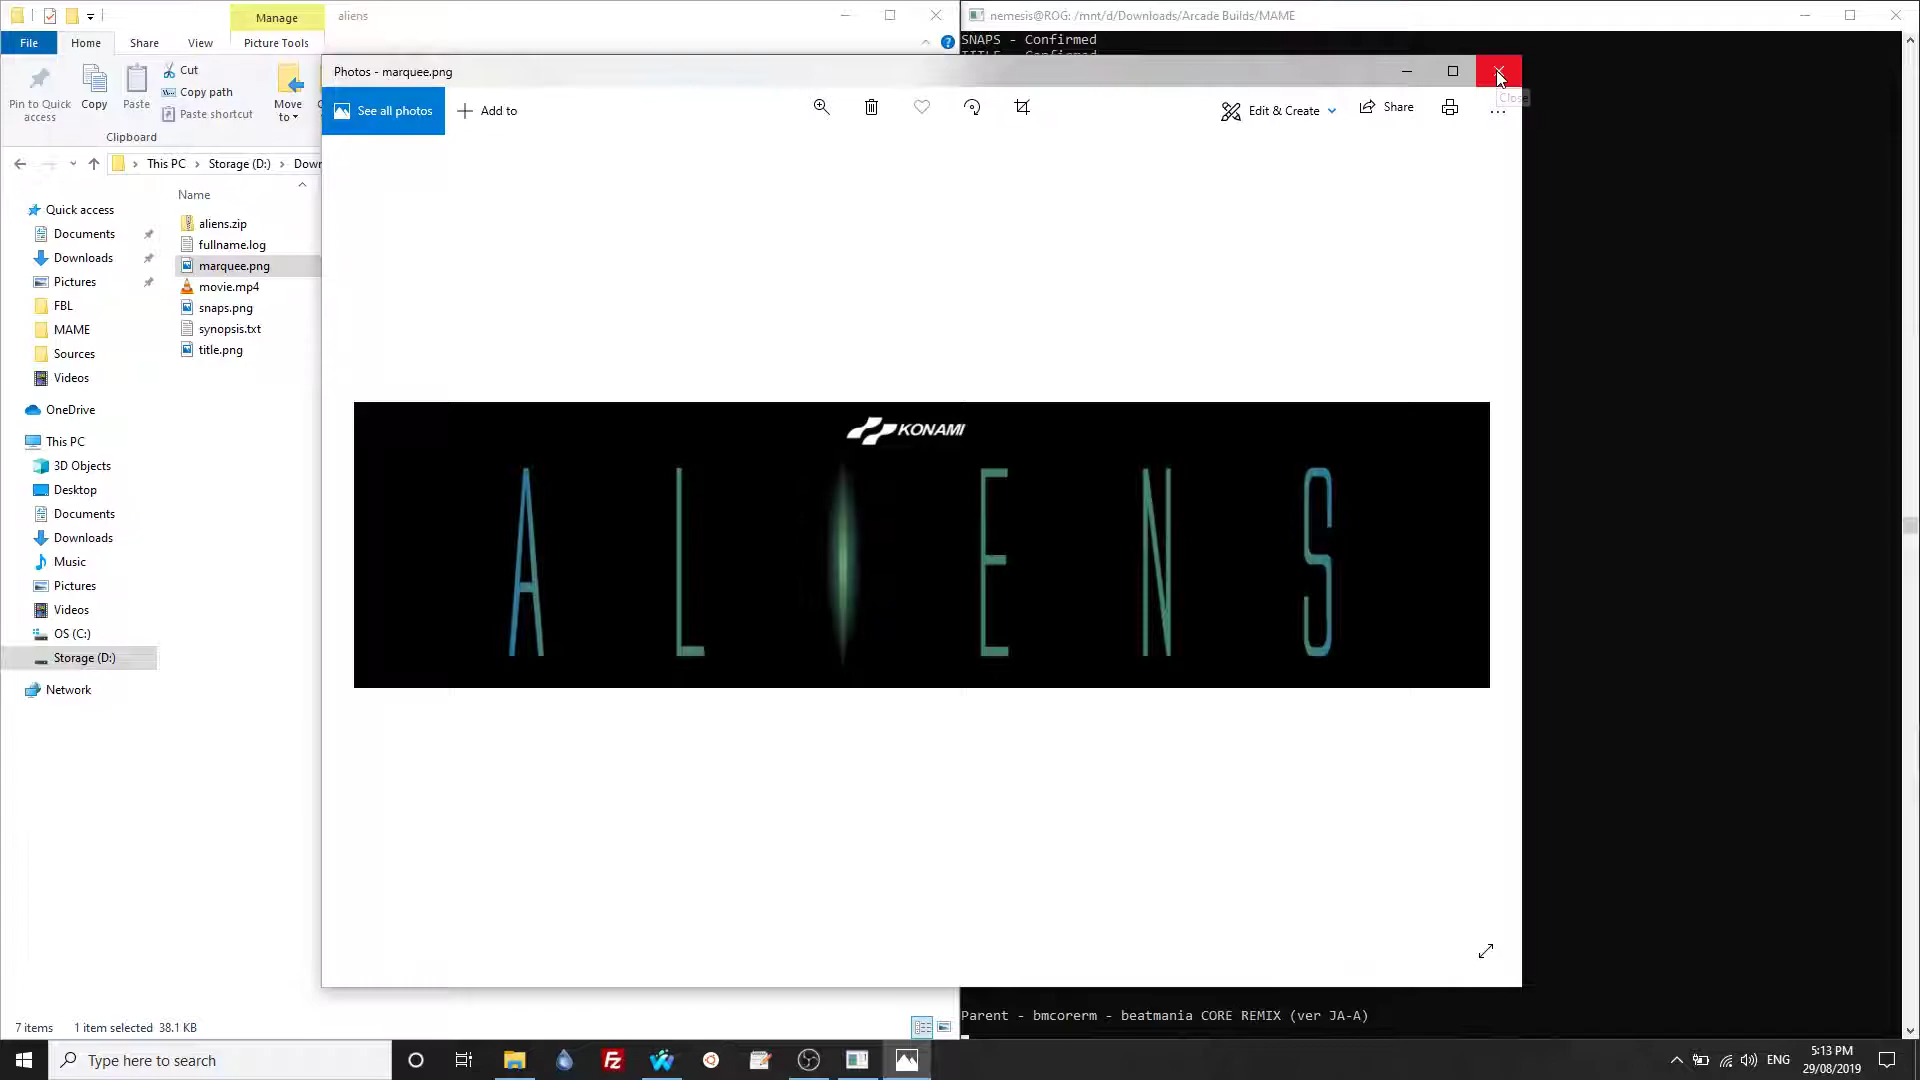 Manage
aliens
nemesis@ROG: /mnt/d/Downloads/Arcade Builds/MAME
File
Home
Share
View
Picture Tools
SNAPS - Confirmed
Pin to Quick access
Copy
Paste
Cut
Copy path
Paste shortcut
Move to
Clipboard
Photos - marquee.png
See all photos
Add to
Edit & Create
Share
Close
This PC
Storage (D:)
Down
Name
Quick access
Documents
Downloads
Pictures
FBL
MAME
Sources
Videos
OneDrive
This PC
3D Objects
Desktop
Documents
Downloads
Music
Pictures
Videos
OS (C:)
Storage (D:)
Network
aliens.zip
fullname.log
marquee.png
movie.mp4
snaps.png
synopsis.txt
title.png
KONAMI
ALIENS
7 items
1 item selected 38.1 KB
Parent - bmcorerm - beatmania CORE REMIX (ver JA-A)
Type here to search
ENG
5:13 PM
29/08/2019